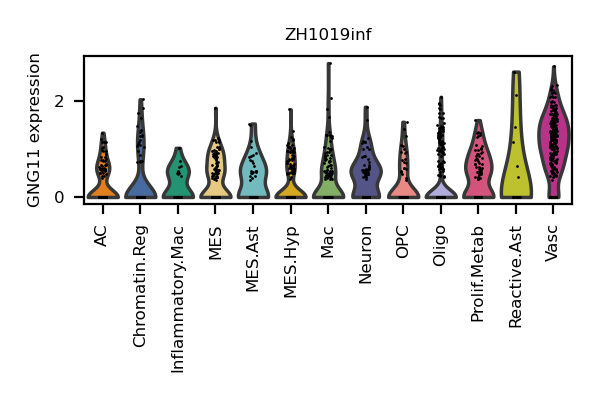 ZH1019inf
GNG11 expression
2
0
AC
Chromatin.Reg
Inflammatory.Mac
MES
MES.Ast
MES.Hyp
Mac
Neuron
OPC
Oligo
Prolif.Metab
Reactive.Ast
Vasc